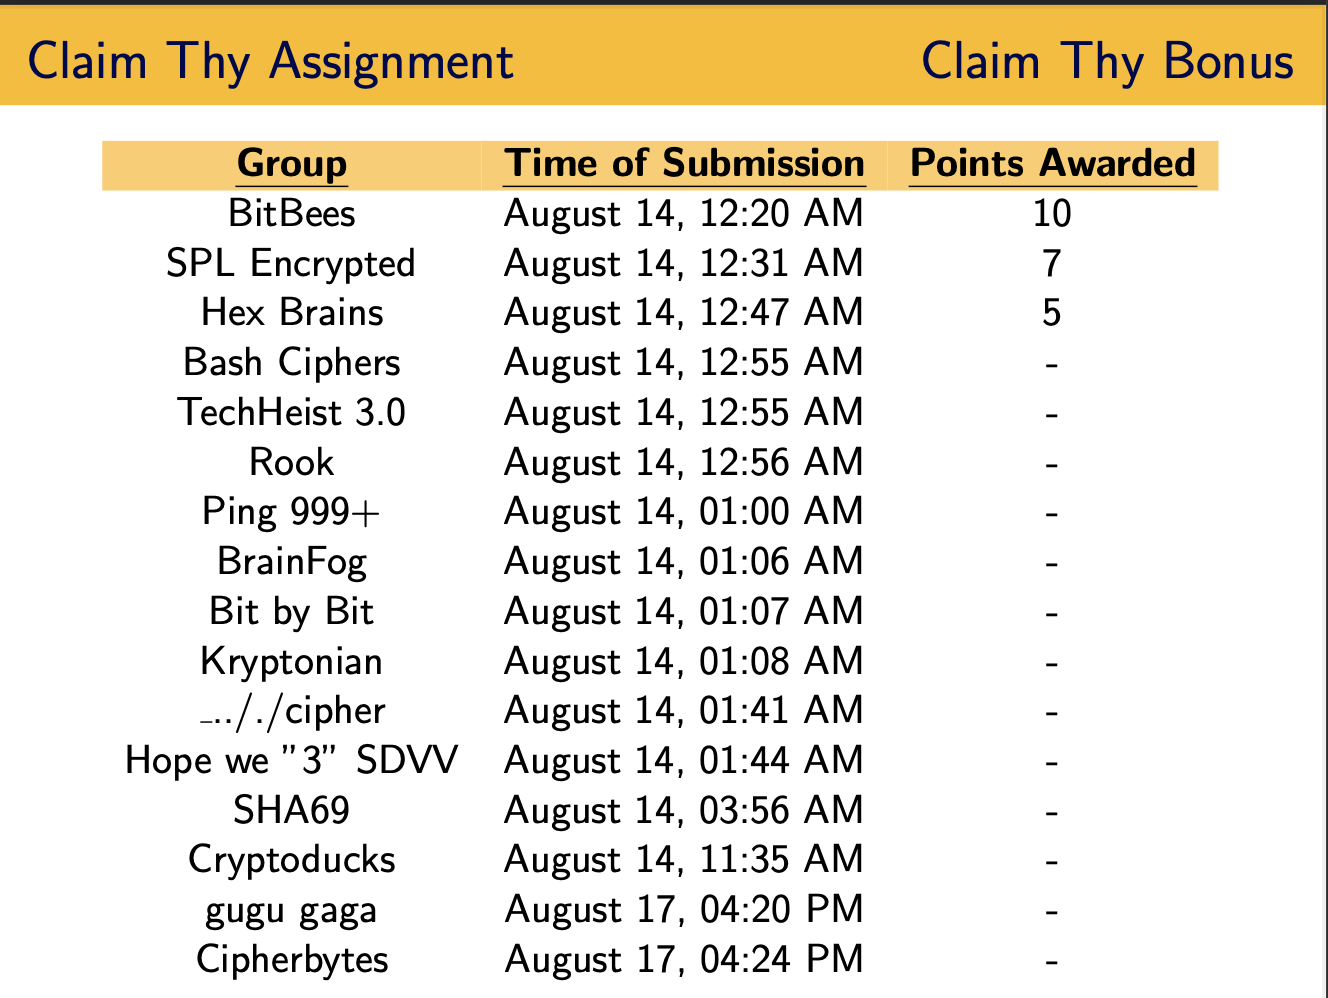 Claim Thy Assignment Claim Thy Bonus
Group Time of Submission Points Awarded
BitBees August 14, 12:20 AM 10
SPL Encrypted August 14, 12:31 AM 7
Hex Brains August 14, 12:47 AM 5
Bash Ciphers August 14, 12:55 AM -
TechHeist 3.0 August 14, 12:55 AM -
Rook August 14, 12:56 AM -
Ping 999+ August 14, 01:00 AM -
BrainFog August 14, 01:06 AM -
Bit by Bit August 14, 01:07 AM -
Kryptonian August 14, 01:08 AM -
_.././cipher August 14, 01:41 AM -
Hope we ”3” SDVV August 14, 01:44 AM -
SHA69 August 14, 03:56 AM -
Cryptoducks August 14, 11:35 AM -
gugu gaga August 17, 04:20 PM -
Cipherbytes August 17, 04:24 PM -